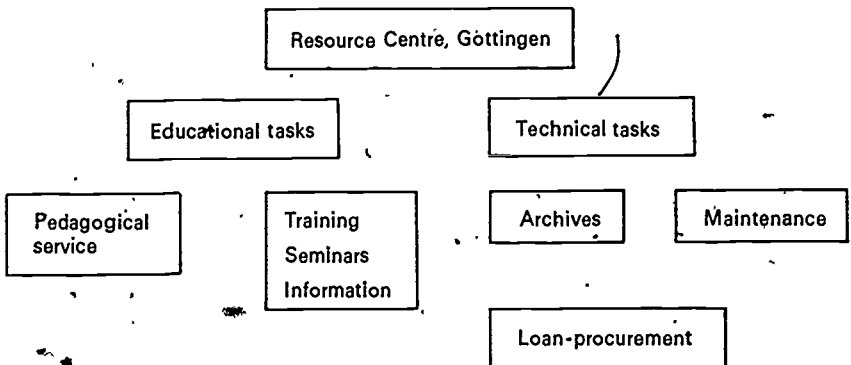 Resource Centre, Göttingen
Educational tasks
Technical tasks
Pedagogical
service
Training
Seminars
Information
Archives
Maintenance
Loan-procurement